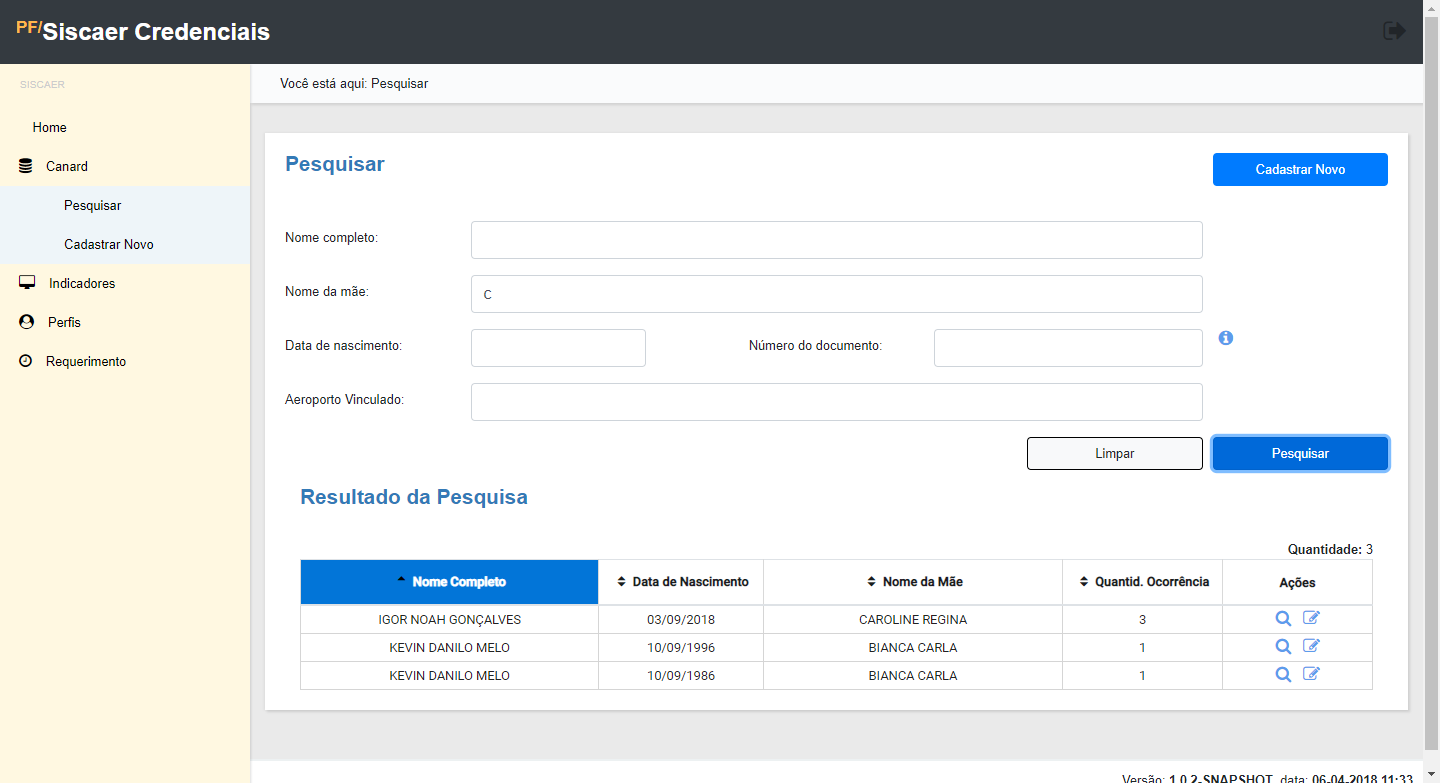 PF/Siscaer Credenciais
SISCAER
Você está aqui: Pesquisar
Home
Canard
Pesquisar
Cadastrar Novo
Indicadores
Perfis
Requerimento
Pesquisar
Cadastrar Novo
Nome completo:
Nome da mãe: C
Data de nascimento: Número do documento:
Aeroporto Vinculado:
Limpar Pesquisar
Resultado da Pesquisa
Quantidade: 3
Nome Completo Data de Nascimento Nome da Mãe Quantid. Ocorrência Ações
IGOR NOAH GONÇALVES 03/09/2018 CAROLINE REGINA 3
KEVIN DANILO MELO 10/09/1996 BIANCA CARLA 1
KEVIN DANILO MELO 10/09/1986 BIANCA CARLA 1
Versão: 1.0.2-SNAPSHOT, data: 06-04-2018 11:33